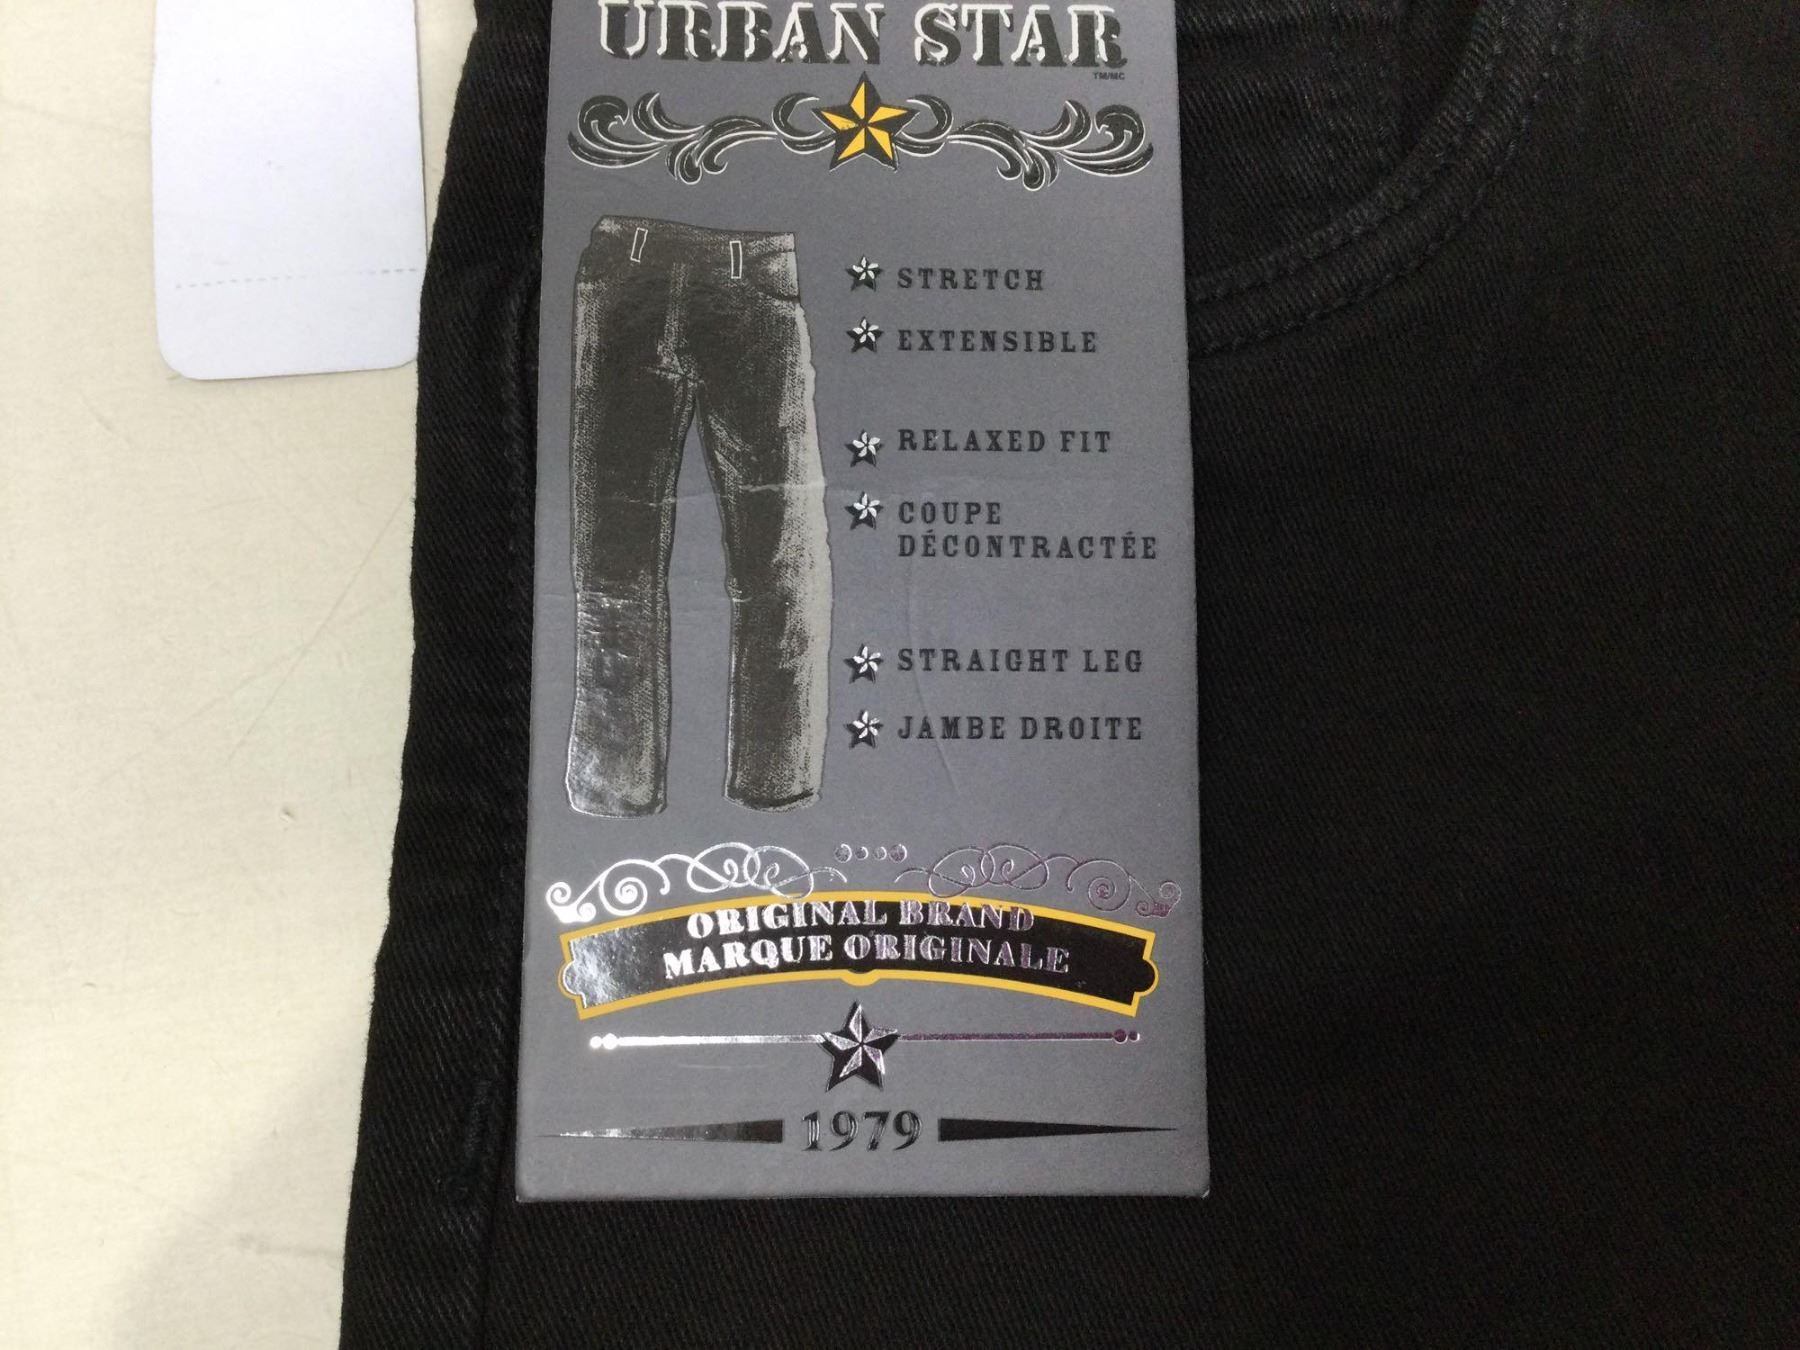 URBAN STAR
TM/MC
STRETCH
EXTENSIBLE
RELAXED FIT
COUPE
DÉCONTRACTÉE
STRAIGHT LEG
JAMBE DROITE
ORIGINAL BRAND
MARQUE ORIGINALE
1979